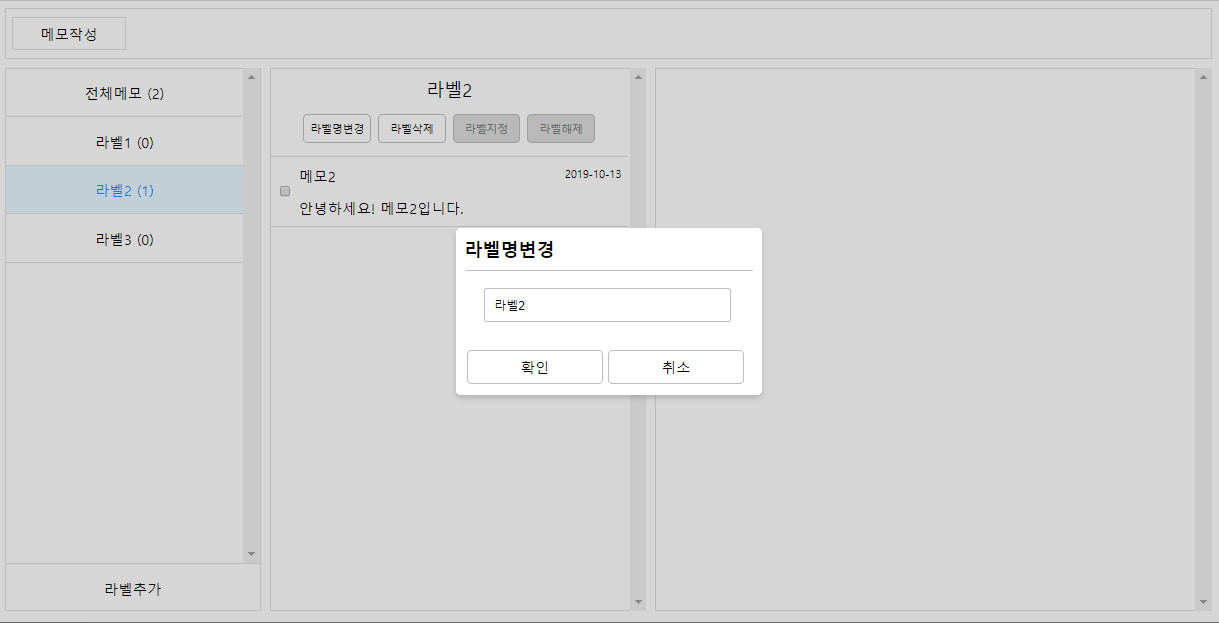 메모작성
전체메모 (2)
라벨1 (0)
라벨2 (1)
라벨3 (0)
라벨추가
라벨2
라벨명변경 라벨삭제 라벨지정 라벨해제
메모2 2019-10-13
안녕하세요! 메모2입니다.
라벨명변경
라벨2
확인 취소